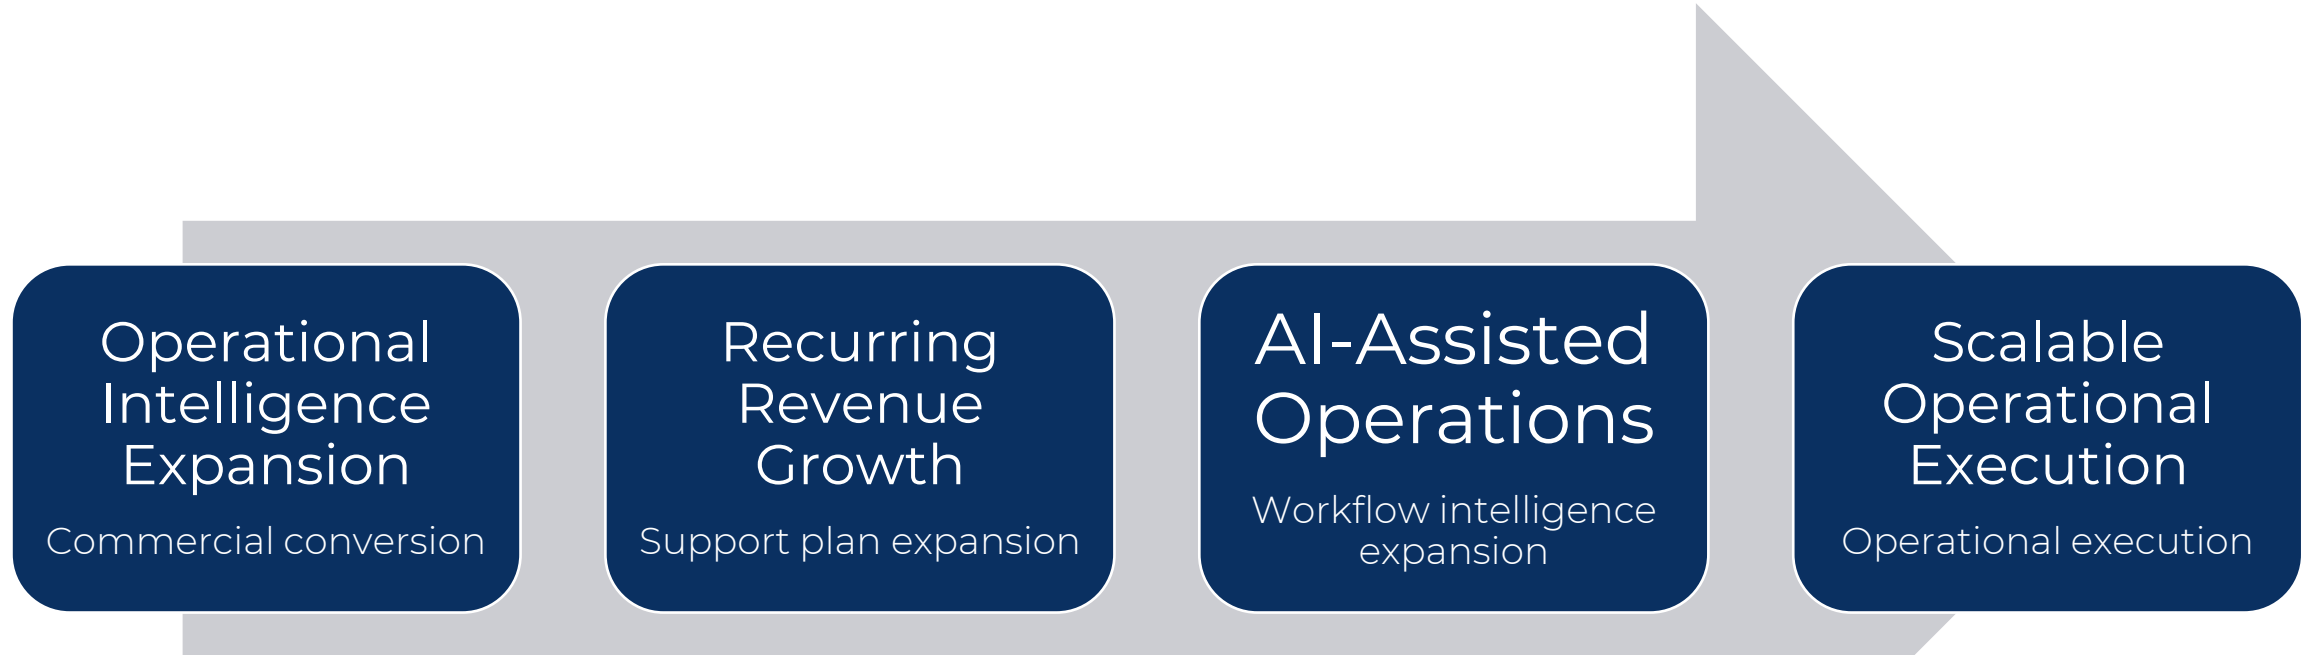 Operational
Intelligence
Expansion
Commercial conversion
Recurring
Revenue
Growth
Support plan expansion
AI-Assisted
Operations
Workflow intelligence
expansion
Scalable
Operational
Execution
Operational execution